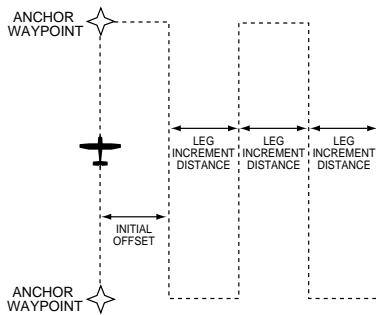 ANCHOR
WAYPOINT
LEG
INCREMENT
DISTANCE
LEG
INCREMENT
DISTANCE
LEG
INCREMENT
DISTANCE
INITIAL
OFFSET
ANCHOR
WAYPOINT